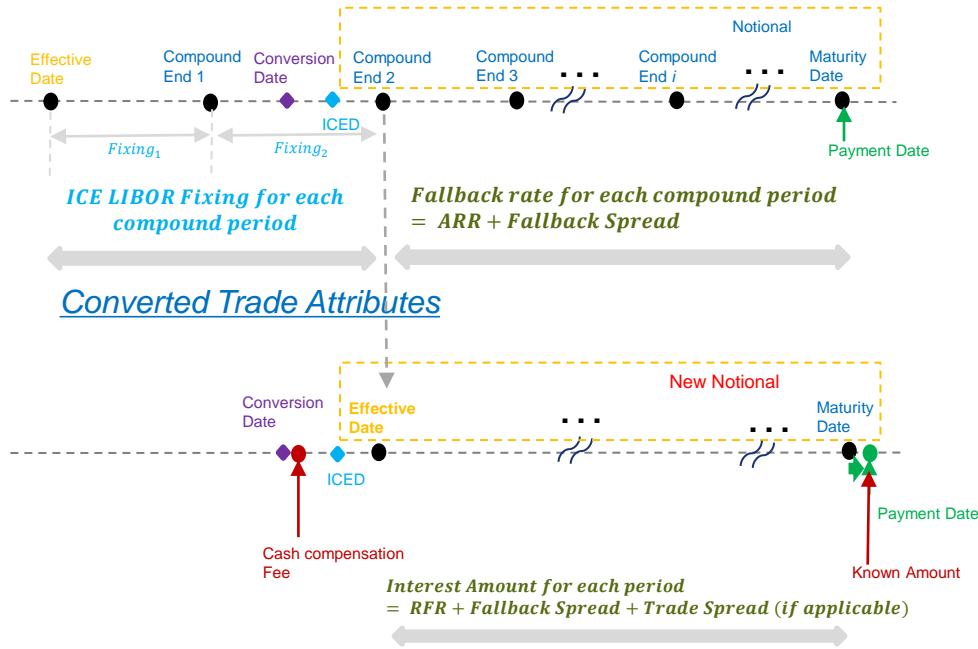 Notional
Effective
Date
Compound
End 1
Conversion
Date
Compound
End 2
Compound
End 3
Compound
End i
Maturity
Date
. . .
. . .
ICED
Fixing₁
Fixing₂
Payment Date
ICE LIBOR Fixing for each
compound period
Fallback rate for each compound period
= ARR + Fallback Spread
Converted Trade Attributes
New Notional
Conversion
Date
Effective
Date
Maturity
Date
. . .
. . .
ICED
Payment Date
Cash compensation
Fee
Known Amount
Interest Amount for each period
= RFR + Fallback Spread + Trade Spread (if applicable)